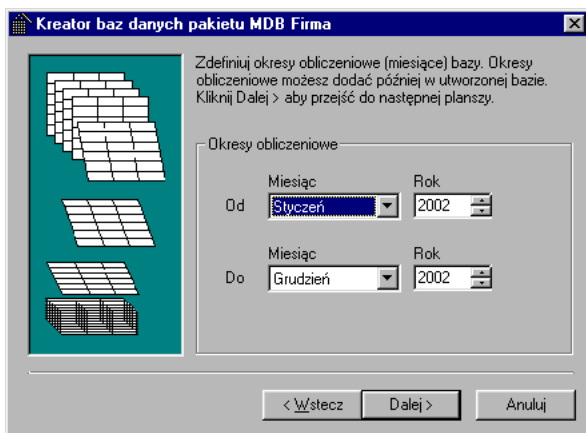 Kreator baz danych pakietu MDB Firma
Zdefiniuj okresy obliczeniowe (miesiące) bazy. Okresy
obliczeniowe możesz dodać później w utworzonej bazie.
Kliknij Dalej > aby przejść do następnej planszy.
Okresy obliczeniowe
Miesiąc Rok
Od Styczeń 2002
Miesiąc Rok
Do Grudzień 2002
< Wstecz Dalej > Anuluj